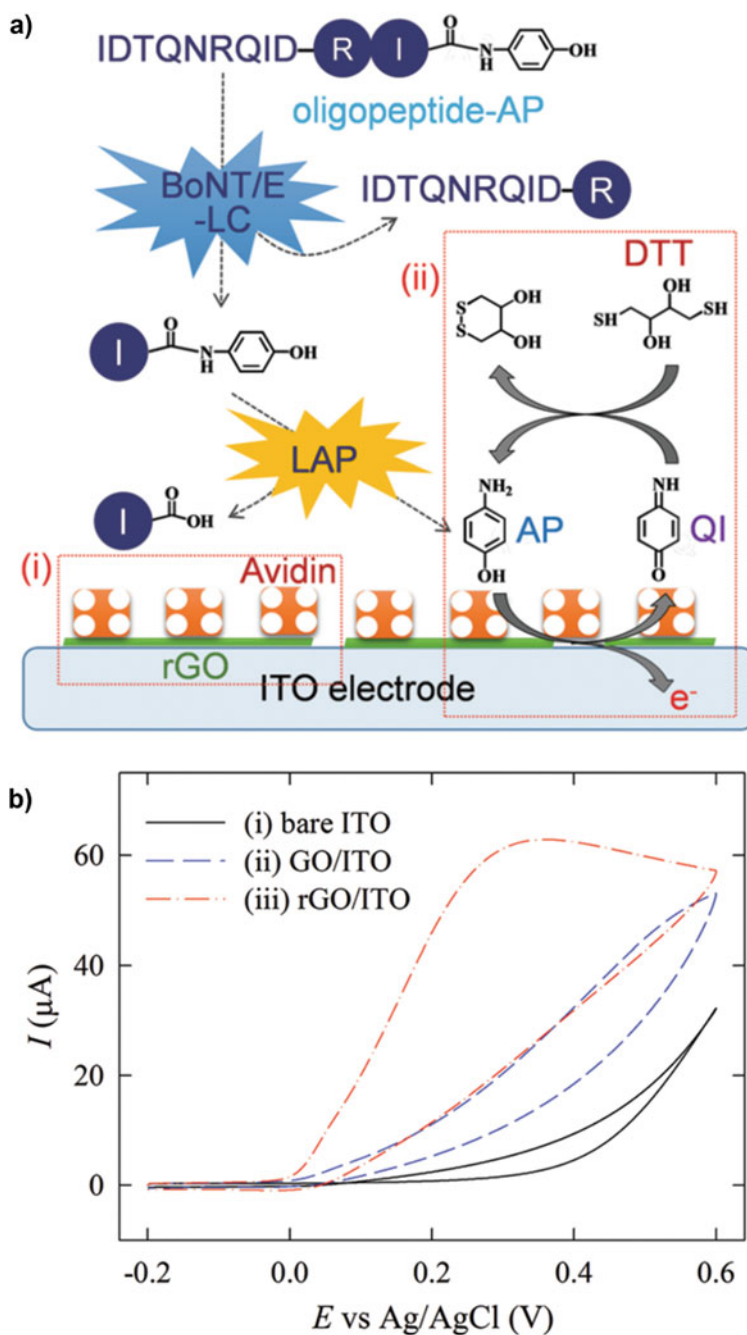 a)
IDTQNRQID R I O N H OH
oligopeptide-AP
BoNT/E
-LC
IDTQNRQID R
(ii)
DTT
OH
S
S
OH
OH
SH
SH
OH
I O N H OH
LAP
I O OH
NH2
AP
OH
NH
QI
O
(i)
Avidin
rGO
ITO electrode
e-
b)
(i) bare ITO
(ii) GO/ITO
(iii) rGO/ITO
60
40
20
0
I (μA)
-0.2 0.0 0.2 0.4 0.6
E vs Ag/AgCl (V)